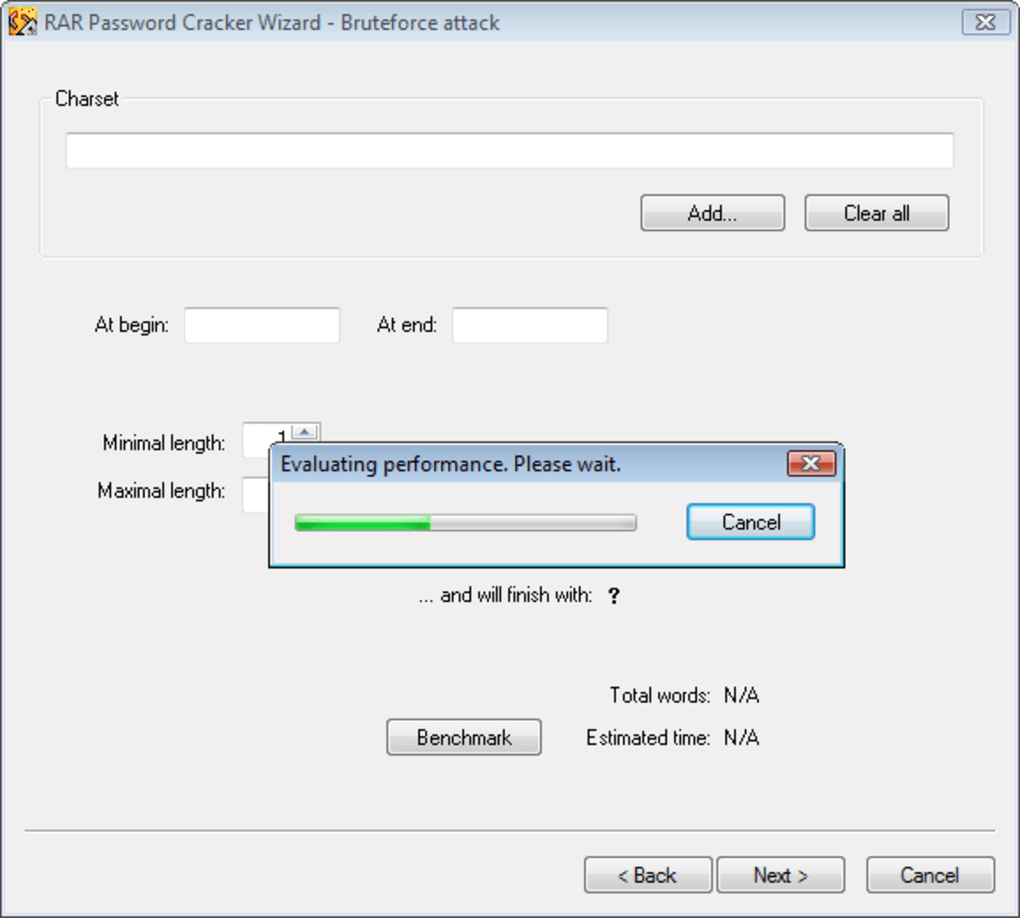 RAR Password Cracker Wizard - Bruteforce attack
Charset
Add... Clear all
At begin: At end:
Minimal length: 1
Evaluating performance. Please wait.
Maximal length:
Cancel
... and will finish with: ?
Total words: N/A
Benchmark Estimated time: N/A
< Back Next > Cancel